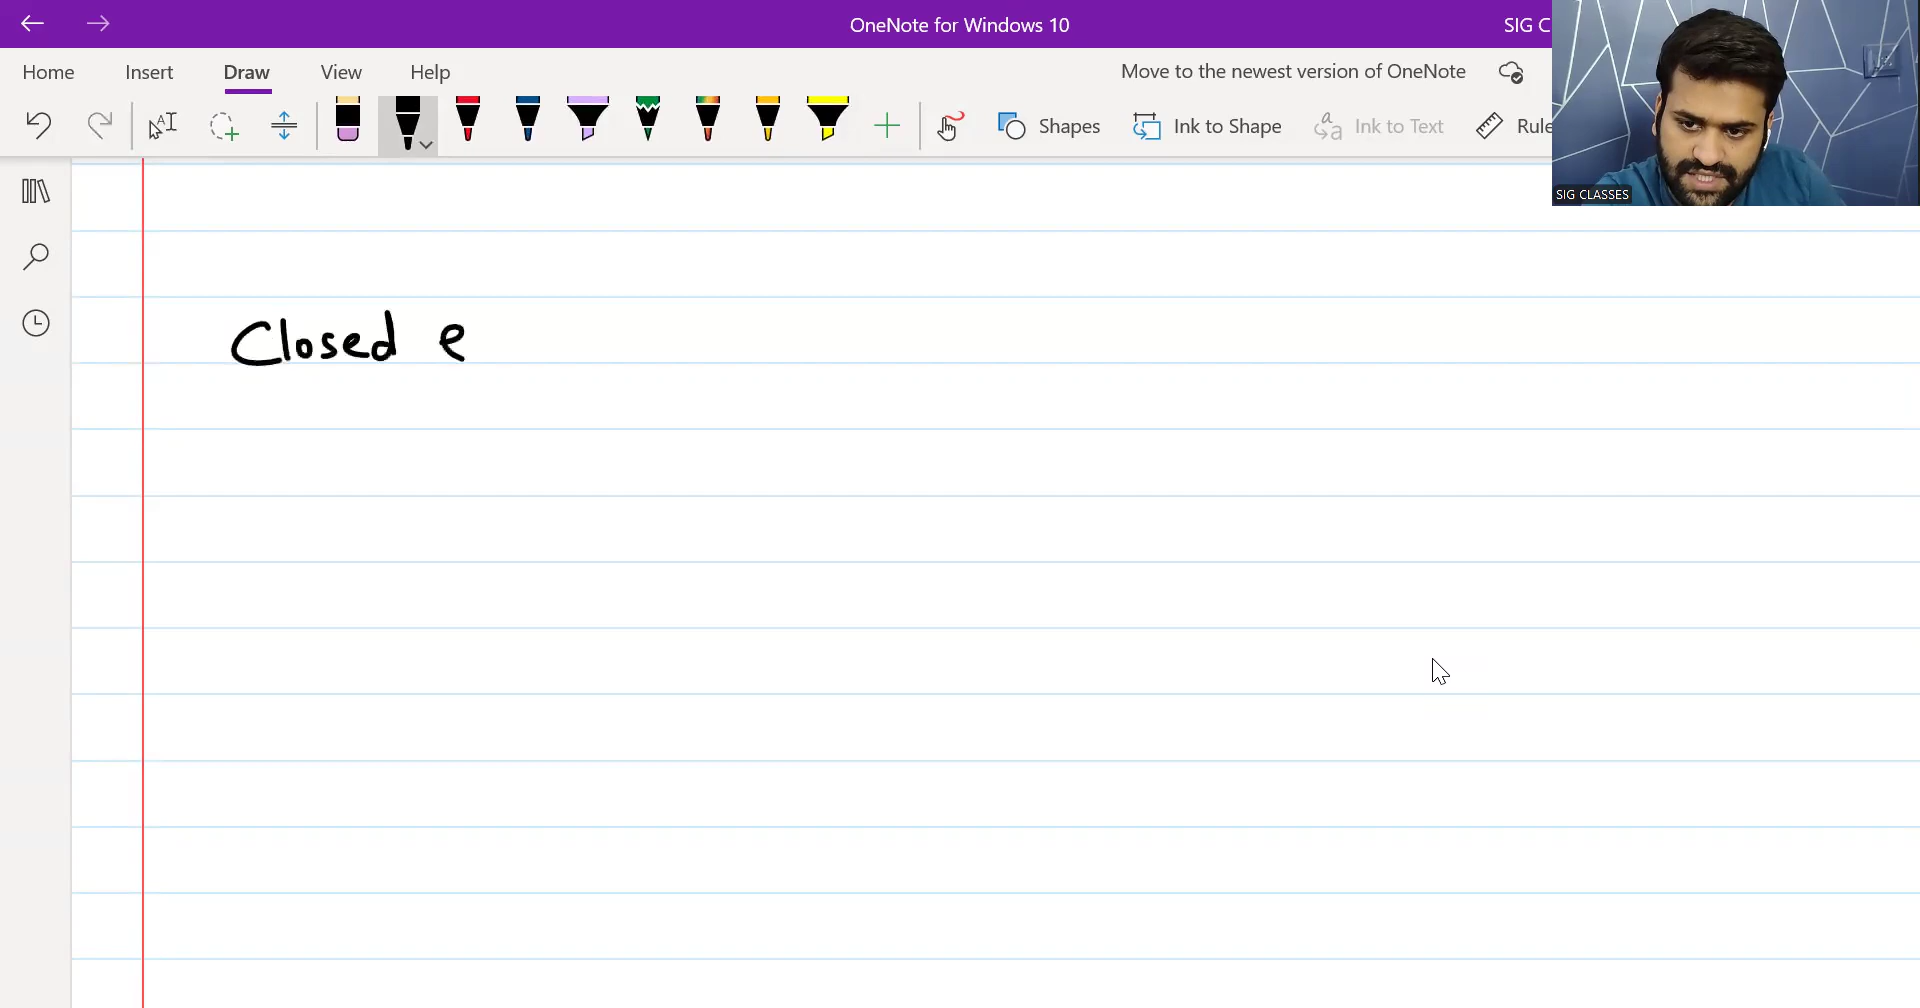 OneNote for Windows 10
SIG C
Home Insert Draw View Help
Move to the newest version of OneNote
Shapes
Ink to Shape
Ink to Text
Rule
SIG CLASSES
Closed e